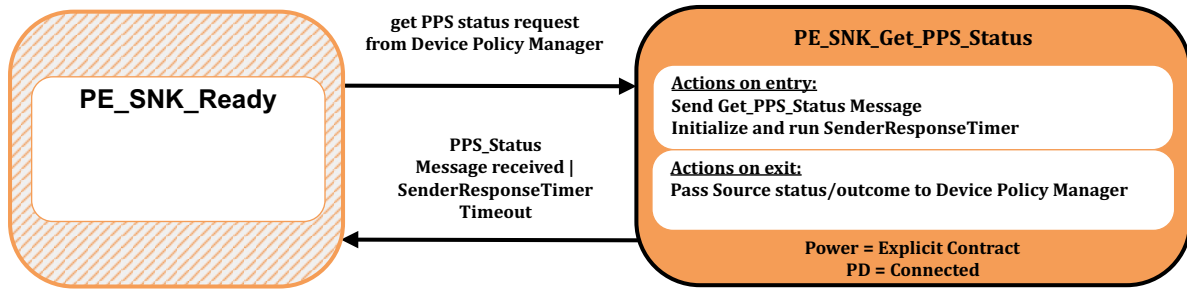 PE_SNK_Ready
get PPS status request
from Device Policy Manager
PPS_Status
Message received |
SenderResponseTimer
Timeout
PE_SNK_Get_PPS_Status
Actions on entry:
Send Get_PPS_Status Message
Initialize and run SenderResponseTimer
Actions on exit:
Pass Source status/outcome to Device Policy Manager
Power = Explicit Contract
PD = Connected